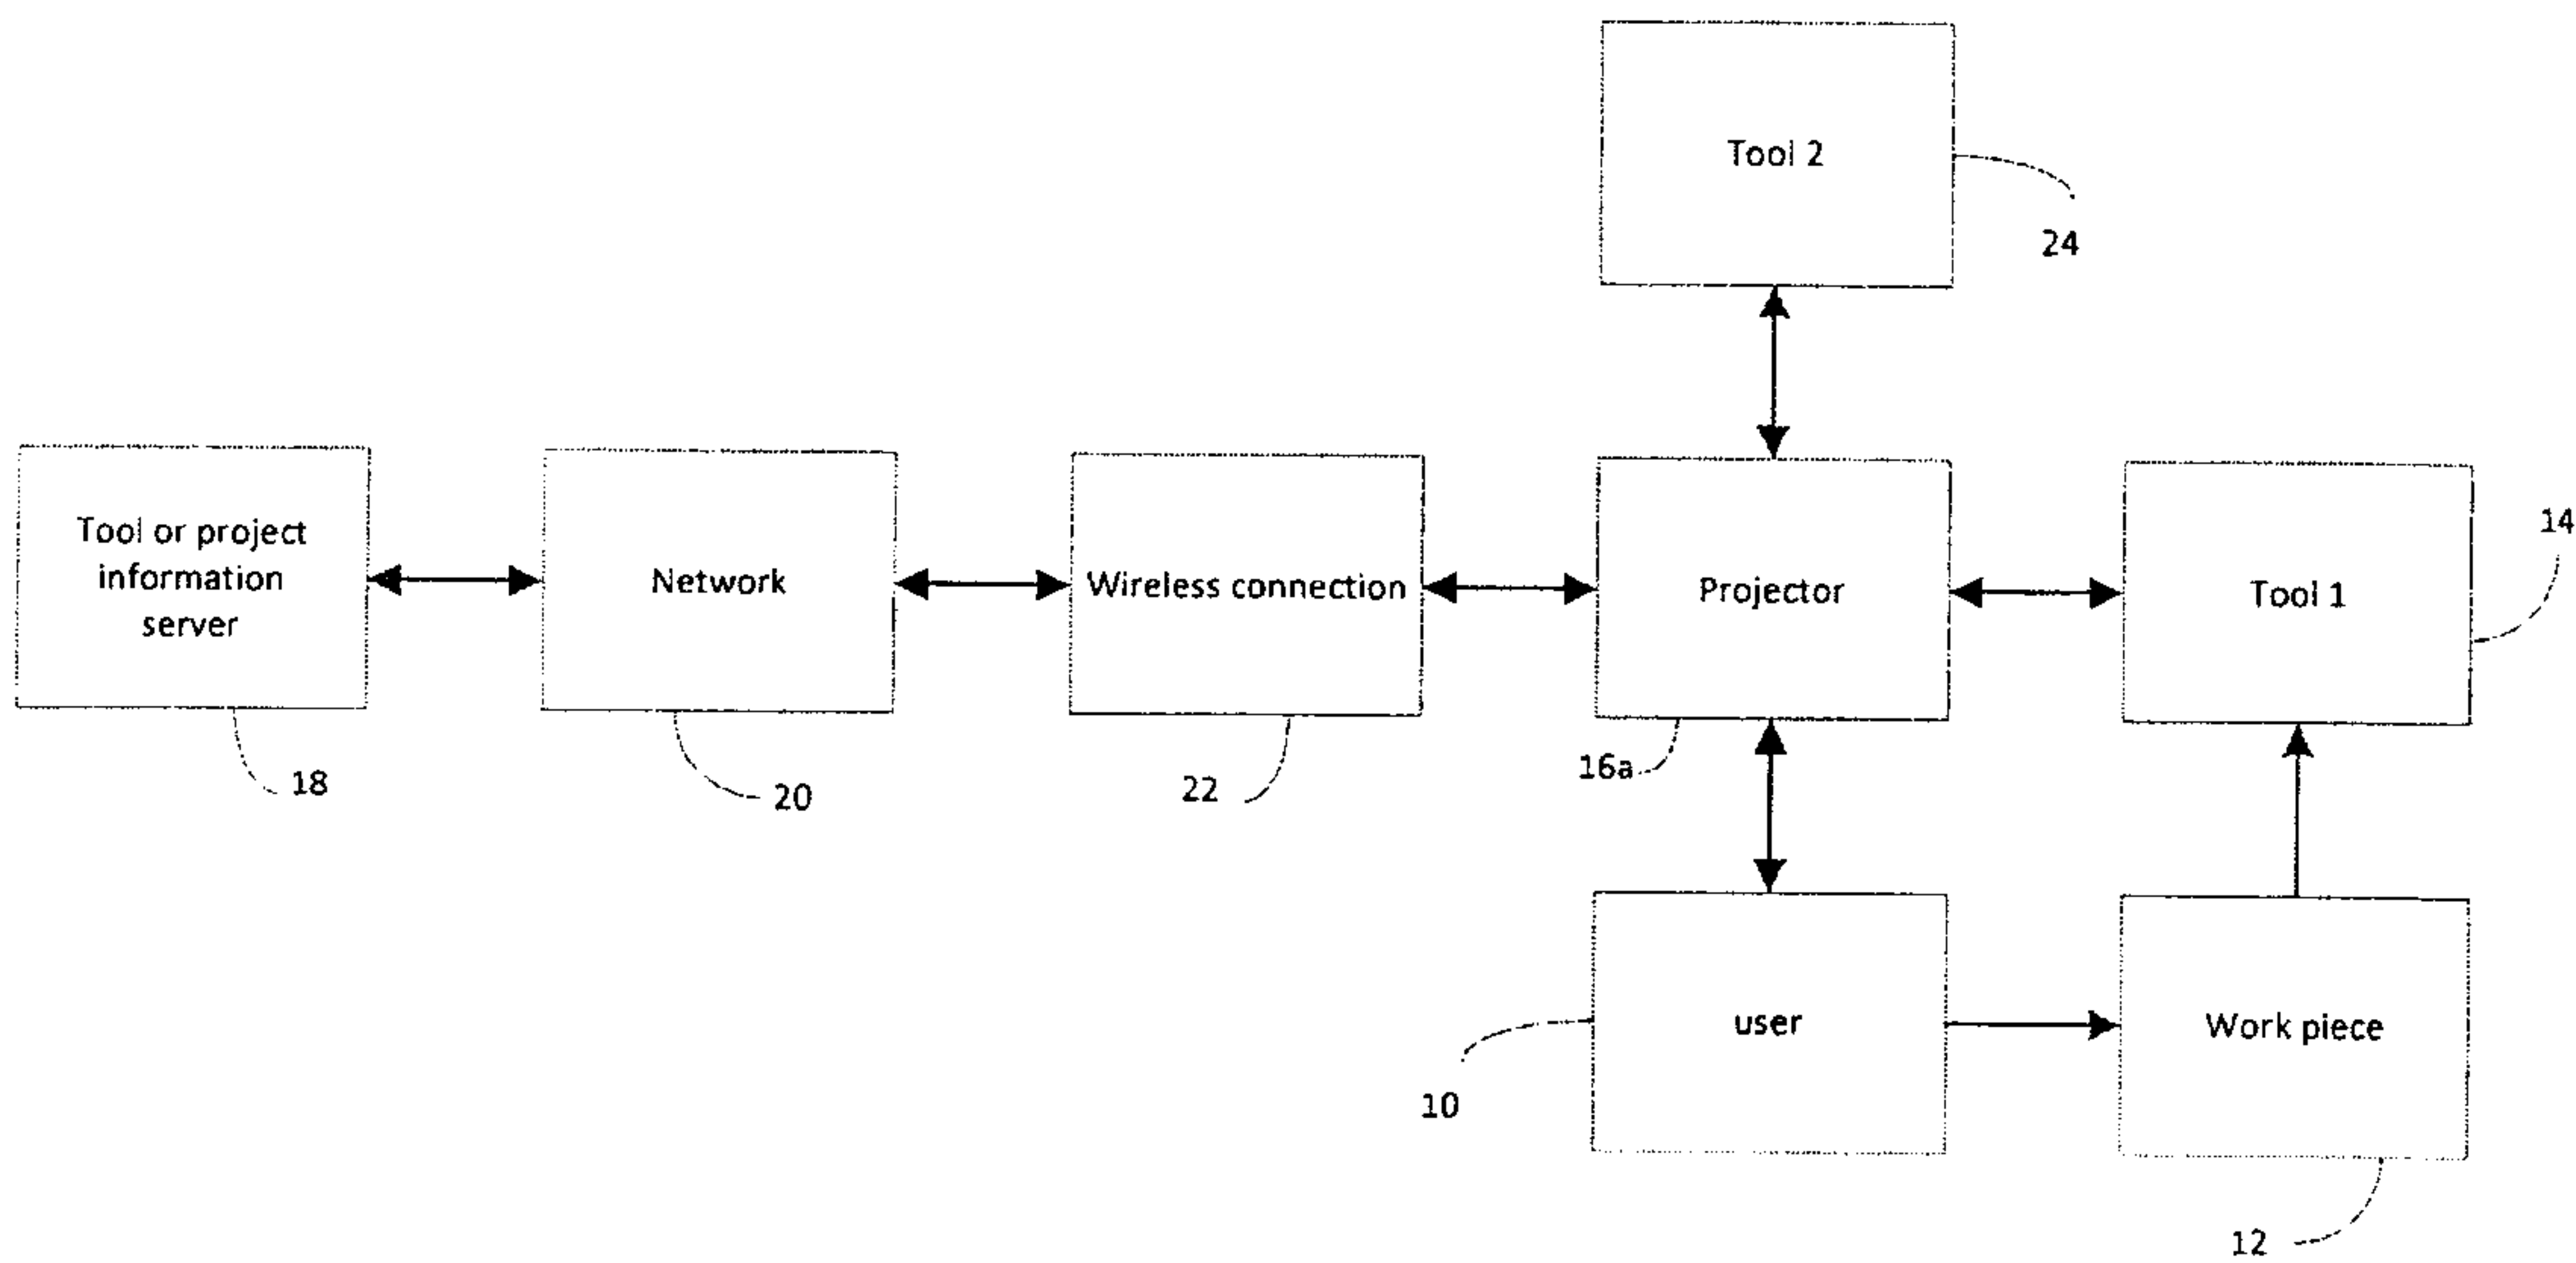 Tool 2
24
Tool or project
information
server
Network
Wireless connection
Projector
Tool 1
14
18
20
22
16a
user
Work piece
10
12